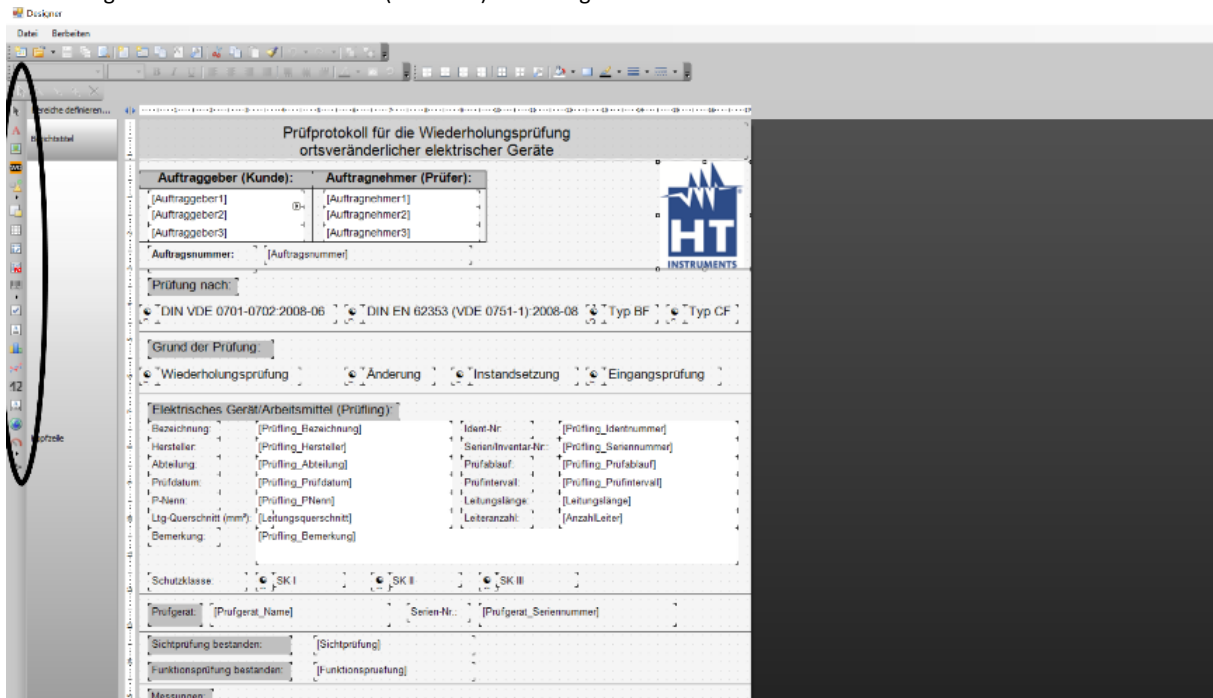 Designer
Datei Berbeiten
Bereiche definieren...
Berichtstitel
Prüfprotokoll für die Wiederholungsprüfung
ortsveränderlicher elektrischer Geräte
Auftraggeber (Kunde): Auftragnehmer (Prüfer):
[Auftraggeber1] [Auftragnehmer1]
[Auftraggeber2] [Auftragnehmer2]
[Auftraggeber3] [Auftragnehmer3]
Auftragsnummer: [Auftragsnummer]
HT
INSTRUMENTS
Prüfung nach:
DIN VDE 0701-0702:2008-06 DIN EN 62353 (VDE 0751-1):2008-08 Typ BF Typ CF
Grund der Prüfung:
Wiederholungsprüfung Änderung Instandsetzung Eingangsprüfung
Elektrisches Gerät/Arbeitsmittel (Prüfling):
Bezeichnung: [Prüfling_Bezeichnung] Ident-Nr: [Prüfling_Identnummer]
Kopfzeile
Hersteller: [Prüfling_Hersteller] Serien/Inventar-Nr.: [Prüfling_Seriennummer]
Abteilung: [Prüfling_Abteilung] Prüfablauf: [Prüfling_Prüfablauf]
Prüfdatum: [Prüfling_Prüfdatum] Prüfintervall: [Prüfling_Prüfintervall]
P-Nenn: [Prüfling_PNenn] Leitungslänge: [Leitungslänge]
Ltg-Querschnitt (mm²): [Leitungsquerschnitt] Leiteranzahl: [AnzahlLeiter]
Bemerkung: [Prüfling_Bemerkung]
Schutzklasse: SK I SK II SK III
Prüfgerät: [Prüfgerät_Name] Serien-Nr.: [Prüfgerät_Seriennummer]
Sichtprüfung bestanden: [Sichtprüfung]
Funktionsprüfung bestanden: [Funktionspruefung]
Messungen: